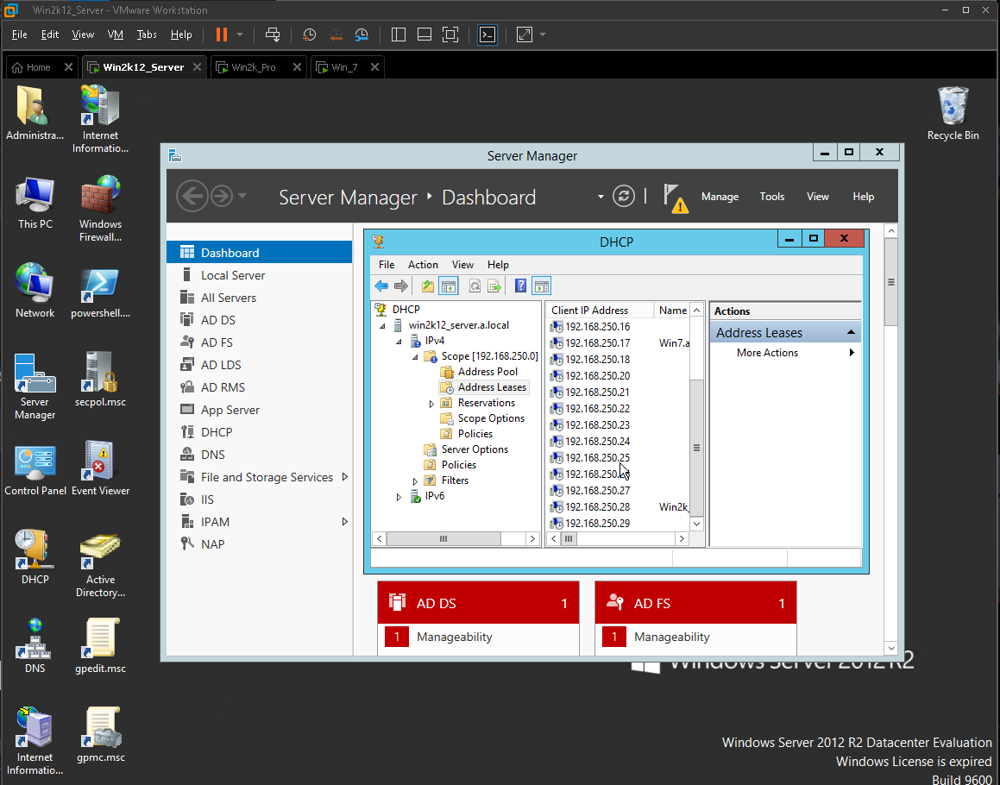 Win2k12_Server - VMware Workstation
File Edit View VM Tabs Help
Home Win2k12_Server Win2k_Pro Win_7
Administra...
Internet
Informatio...
Recycle Bin
This PC
Windows
Firewall...
Network
powershell....
Server
Manager
secpol.msc
Control Panel
Event Viewer
DHCP
Active
Directory...
DNS
gpedit.msc
Internet
Informatio...
gpmc.msc
Server Manager
Server Manager Dashboard
Manage Tools View Help
Dashboard
Local Server
All Servers
AD DS
AD FS
AD LDS
AD RMS
App Server
DHCP
DNS
File and Storage Services
IIS
IPAM
NAP
DHCP
File Action View Help
DHCP
win2k12_server.a.local
IPv4
Scope [192.168.250.0]
Address Pool
Address Leases
Reservations
Scope Options
Policies
Server Options
Policies
Filters
IPv6
Client IP Address Name
192.168.250.16
192.168.250.17 Win7.a
192.168.250.18
192.168.250.20
192.168.250.21
192.168.250.22
192.168.250.23
192.168.250.24
192.168.250.25
192.168.250.
192.168.250.27
192.168.250.28 Win2k_
192.168.250.29
Actions
Address Leases
More Actions
AD DS 1
1 Manageability
AD FS 1
1 Manageability
Windows Server 2012 R2
Windows Server 2012 R2 Datacenter Evaluation
Windows License is expired
Build 9600